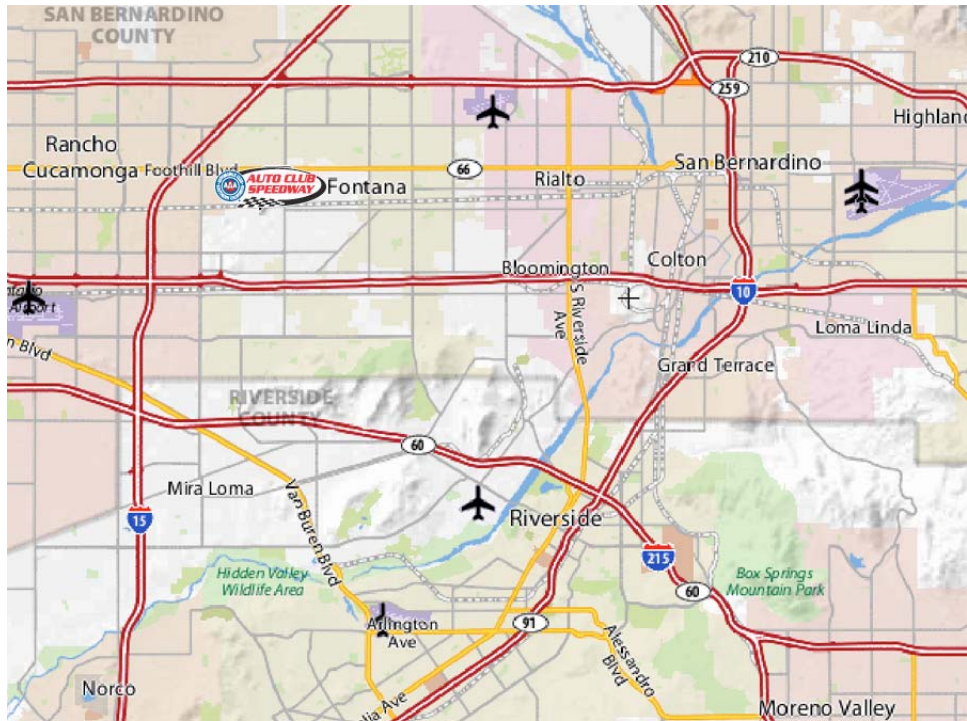 SAN BERNARDINO
COUNTY
210
259
Highland
Rancho
Cucamonga
Foothill Blvd
AAA
AUTO CLUB
SPEEDWAY
Fontana
66
Rialto
San Bernardino
Bloomington
Colton
10
Airport
S Riverside
Ave
Loma Linda
Blvd
Grand Terrace
RIVERSIDE
COUNTY
60
Mira Loma
15
Van Buren Blvd
Riverside
215
Hidden Valley
Wildlife Area
Box Springs
Mountain Park
60
Arlington
Ave
91
Alessandro
Blvd
Norco
Ave
Moreno Valley